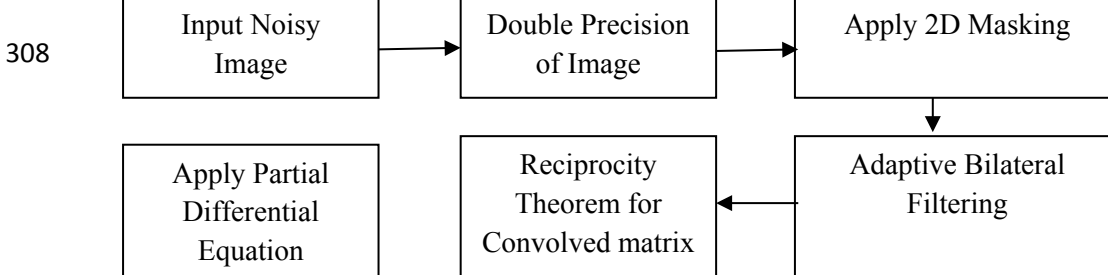 308
Input Noisy
Image
Double Precision
of Image
Apply 2D Masking
Apply Partial
Differential
Equation
Reciprocity
Theorem for
Convolved matrix
Adaptive Bilateral
Filtering